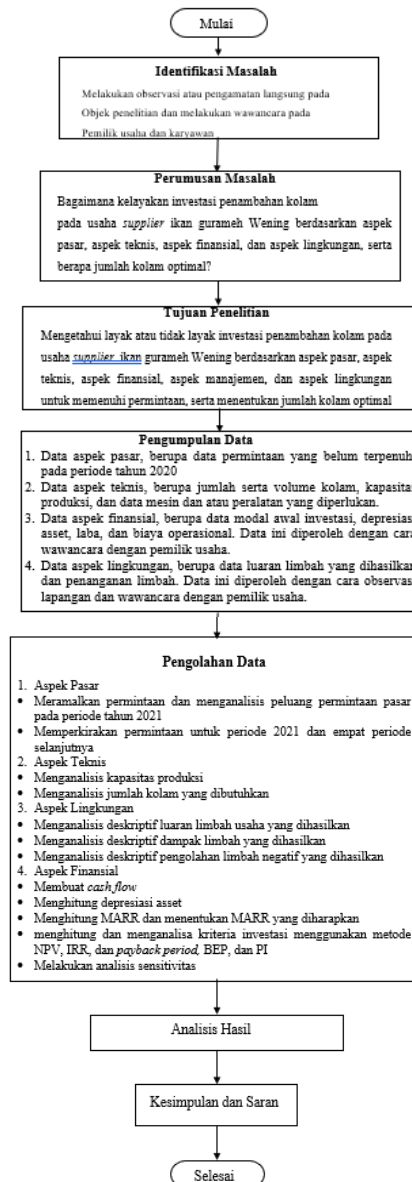 Mulai
Identifikasi Masalah
Melakukan observasi atau pengamatan langsung pada
Objek penelitian dan melakukan wawancara pada
Pemilik usaha dan karyawan
Perumusan Masalah
Bagaimana kelayakan investasi penambahan kolam
pada usaha supplier ikan gurameh Wening berdasarkan aspek
pasar, aspek teknis, aspek finansial, dan aspek lingkungan, serta
berapa jumlah kolam optimal?
Tujuan Penelitian
Mengetahui layak atau tidak layak investasi penambahan kolam pada
usaha supplier ikan gurameh Wening berdasarkan aspek pasar, aspek
teknis, aspek finansial, aspek manajemen, dan aspek lingkungan
untuk memenuhi permintaan, serta menentukan jumlah kolam optimal
Pengumpulan Data
1. Data aspek pasar, berupa data permintaan yang belum terpenuh
pada periode tahun 2020
2. Data aspek teknis, berupa jumlah serta volume kolam, kapasitas
produksi, dan data mesin dan atau peralatan yang diperlukan.
3. Data aspek finansial, berupa data modal awal investasi, depresias
asset, laba, dan biaya operasional. Data ini diperoleh dengan cara
wawancara dengan pemilik usaha.
4. Data aspek lingkungan, berupa data luaran limbah yang dihasilkan
dan penanganan limbah. Data ini diperoleh dengan cara observas
lapangan dan wawancara dengan pemilik usaha.
Pengolahan Data
1. Aspek Pasar
• Meramalkan permintaan dan menganalisis peluang permintaan pasar
pada periode tahun 2021
• Memperkirakan permintaan untuk periode 2021 dan empat periode
selanjutnya
2. Aspek Teknis
• Menganalisis kapasitas produksi
• Menganalisis jumlah kolam yang dibutuhkan
3. Aspek Lingkungan
• Menganalisis deskriptif luaran limbah usaha yang dihasilkan
• Menganalisis deskriptif dampak limbah yang dihasilkan
• Menganalisis deskriptif pengolahan limbah negatif yang dihasilkan
4. Aspek Finansial
• Membuat cash flow
• Menghitung depresiasi asset
• Menghitung MARR dan menentukan MARR yang diharapkan
• menghitung dan menganalisa kriteria investasi menggunakan metode
NPV, IRR, dan payback period, BEP, dan PI
• Melakukan analisis sensitivitas
Analisis Hasil
Kesimpulan dan Saran
Selesai